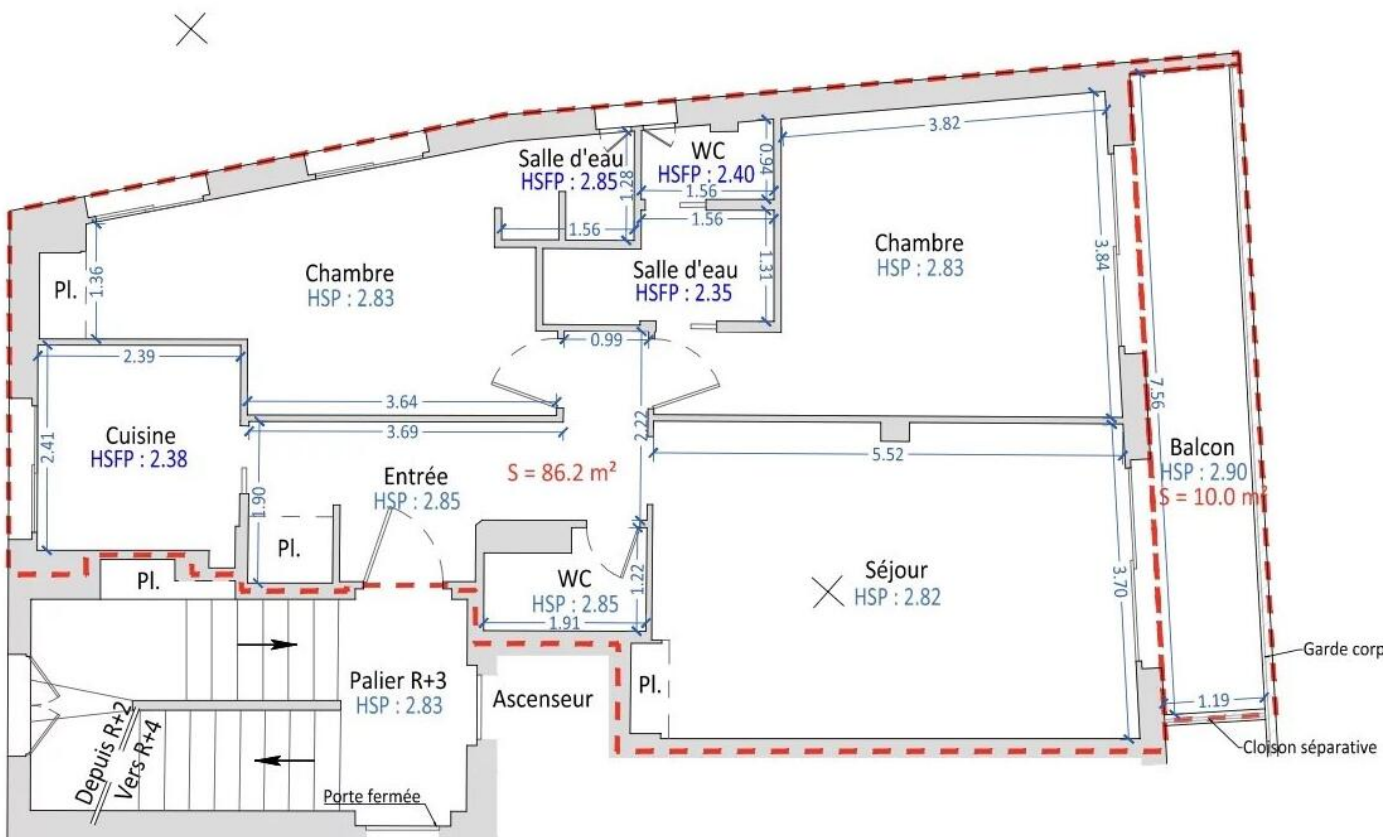 3.82
Salle d'eau
HSFP : 2.85
1.28
1.56
WC
HSFP : 2.40
1.56
0.94
1.56
Salle d'eau
HSFP : 2.35
1.31
Chambre
HSP : 2.83
3.84
Pl.
1.36
Chambre
HSP : 2.83
0.99
2.39
3.64
3.69
2.22
Cuisine
HSFP : 2.38
2.41
Entrée
HSP : 2.85
1.90
S = 86.2 m²
5.52
7.56
Balcon
HSP : 2.90
S = 10.0 m²
Pl.
Pl.
WC
HSP : 2.85
1.22
1.91
Séjour
HSP : 2.82
3.70
Garde corp
Pl.
Palier R+3
HSP : 2.83
Ascenseur
1.19
Cloison séparative
Depuis R+2
Vers R+4
Porte fermée